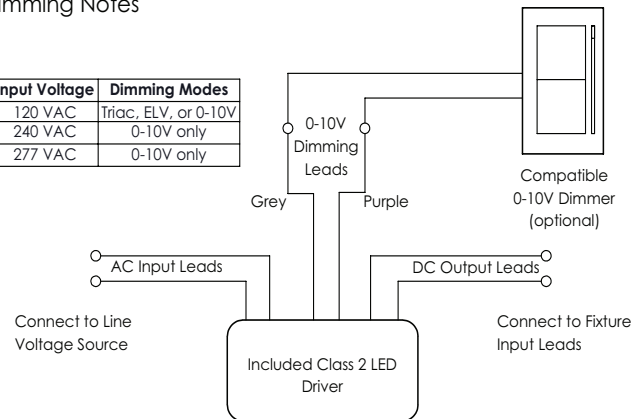 imming Notes
nput Voltage Dimming Modes
120 VAC Triac, ELV, or 0-10V
240 VAC 0-10V only
277 VAC 0-10V only
0-10V
Dimming
Leads
Grey Purple
Compatible
0-10V Dimmer
(optional)
AC Input Leads
DC Output Leads
Connect to Line
Voltage Source
Connect to Fixture
Input Leads
Included Class 2 LED
Driver